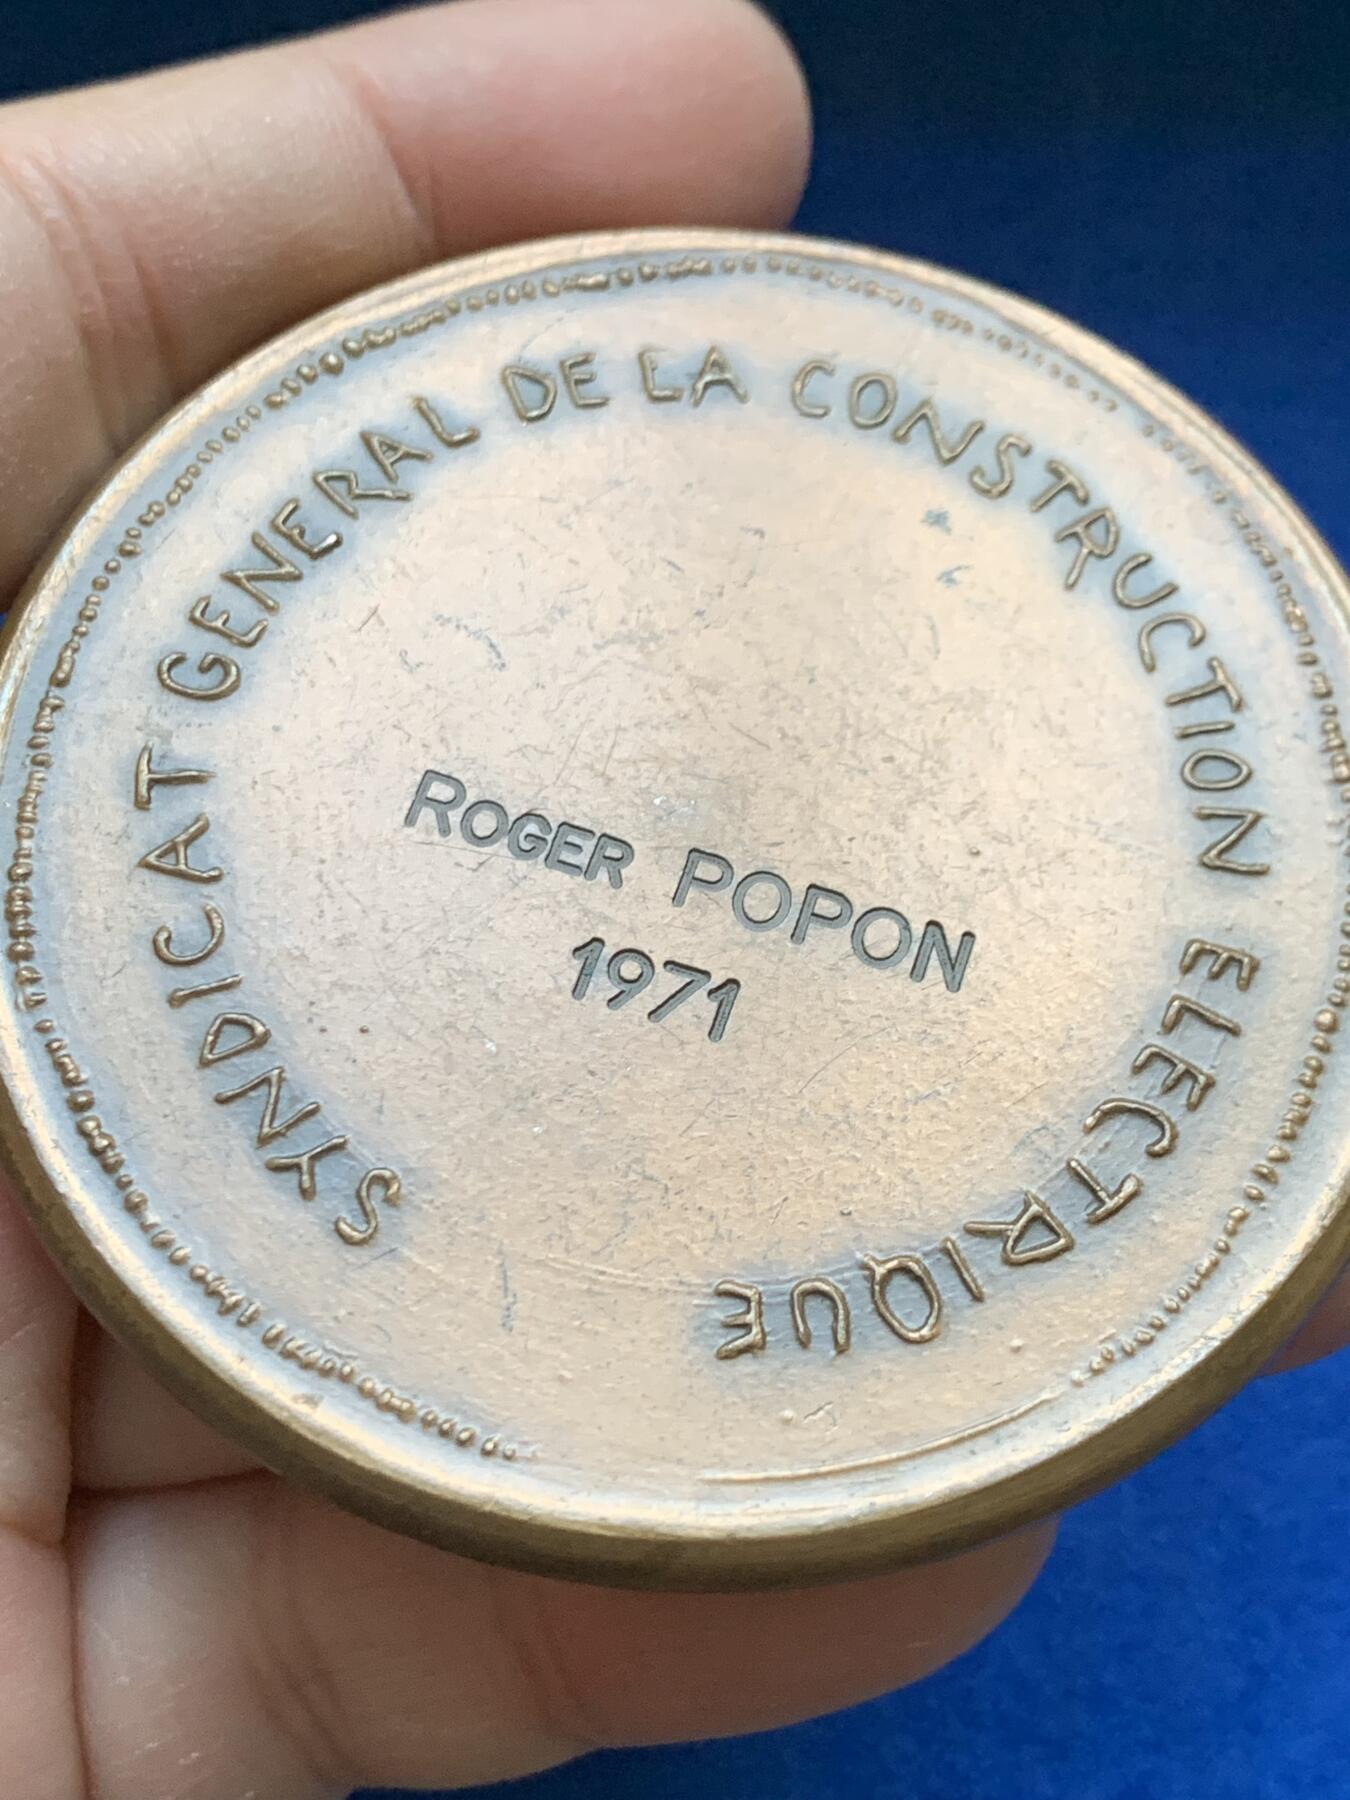 SYNDICAT GENERAL DE LA CONSTRUCTION ELECTRIQUE
ROGER POPON
1971